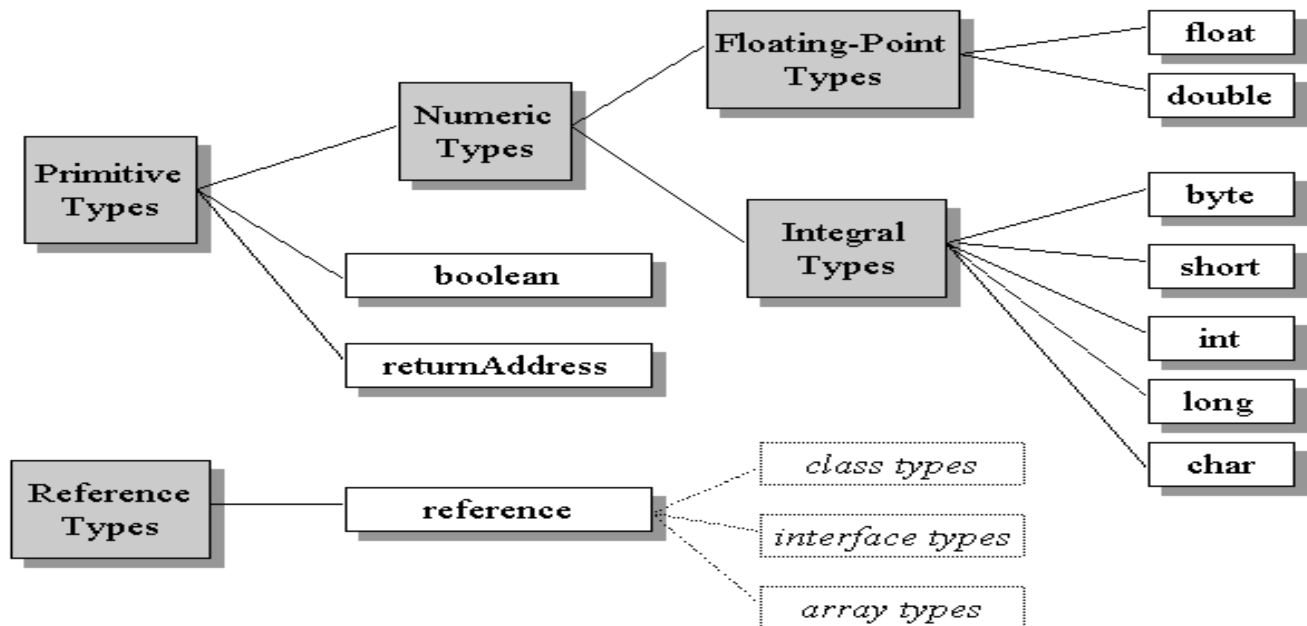 Floating-Point
Types
float
double
Numeric
Types
Primitive
Types
Integral
Types
byte
short
int
long
char
boolean
returnAddress
Reference
Types
reference
class types
interface types
array types